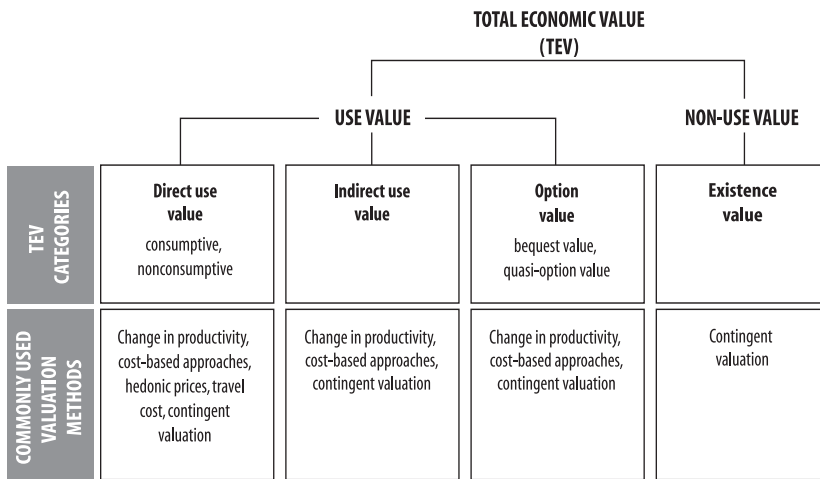 TOTAL ECONOMIC VALUE
(TEV)
USE VALUE
NON-USE VALUE
TEV
CATEGORIES
Direct use
value
consumptive,
nonconsumptive
Indirect use
value
Option
value
bequest value,
quasi-option value
Existence
value
COMMONLY USED
VALUATION
METHODS
Change in productivity,
cost-based approaches,
hedonic prices, travel
cost, contingent
valuation
Change in productivity,
cost-based approaches,
contingent valuation
Change in productivity,
cost-based approaches,
contingent valuation
Contingent
valuation